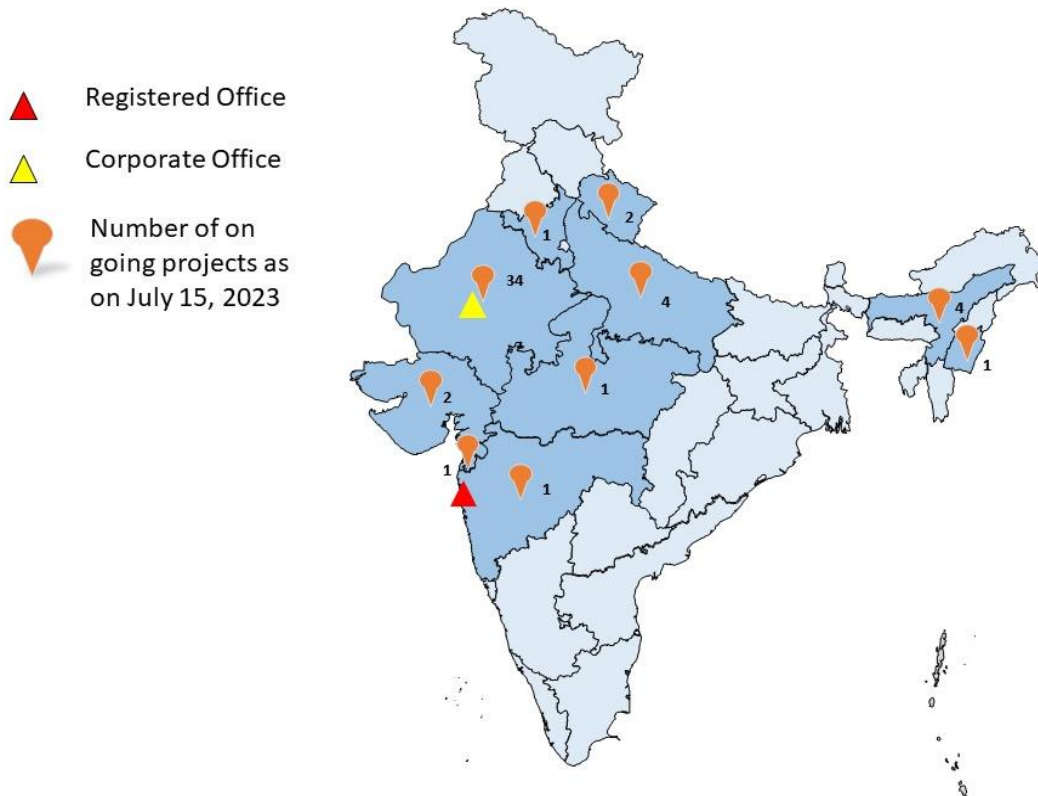 Registered Office
Corporate Office
Number of on
going projects as
on July 15, 2023
2
1
34
4
4
1
1
2
1
1